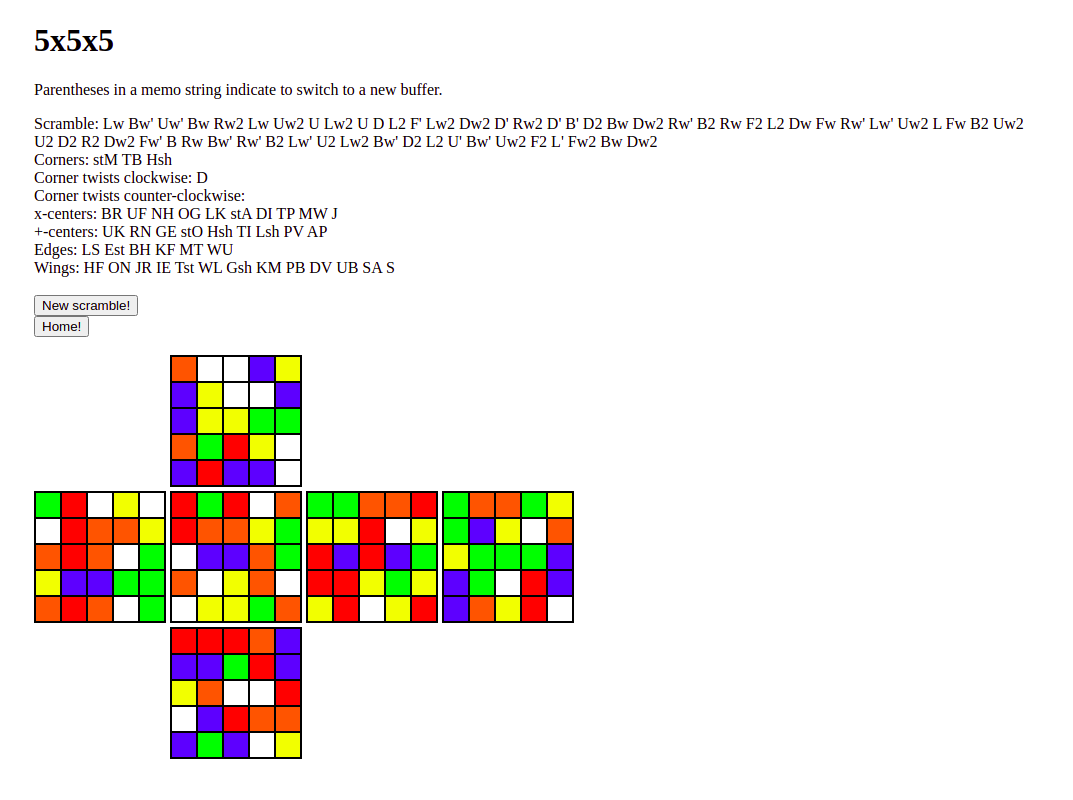 5x5x5
Parentheses in a memo string indicate to switch to a new buffer.
Scramble: Lw Bw' Uw' Bw Rw2 Lw Uw2 U Lw2 U D L2 F' Lw2 Dw2 D' Rw2 D' B' D2 Bw Dw2 Rw' B2 Rw F2 L2 Dw Fw Rw' Lw' Uw2 L Fw B2 Uw2
U2 D2 R2 Dw2 Fw' B Rw Bw' Rw' B2 Lw' U2 Lw2 Bw' D2 L2 U' Bw' Uw2 F2 L' Fw2 Bw Dw2
Corners: stM TB Hsh
Corner twists clockwise: D
Corner twists counter-clockwise:
x-centers: BR UF NH OG LK stA DI TP MW J
+-centers: UK RN GE stO Hsh TI Lsh PV AP
Edges: LS Est BH KF MT WU
Wings: HF ON JR IE Tst WL Gsh KM PB DV UB SA S
New scramble!
Home!